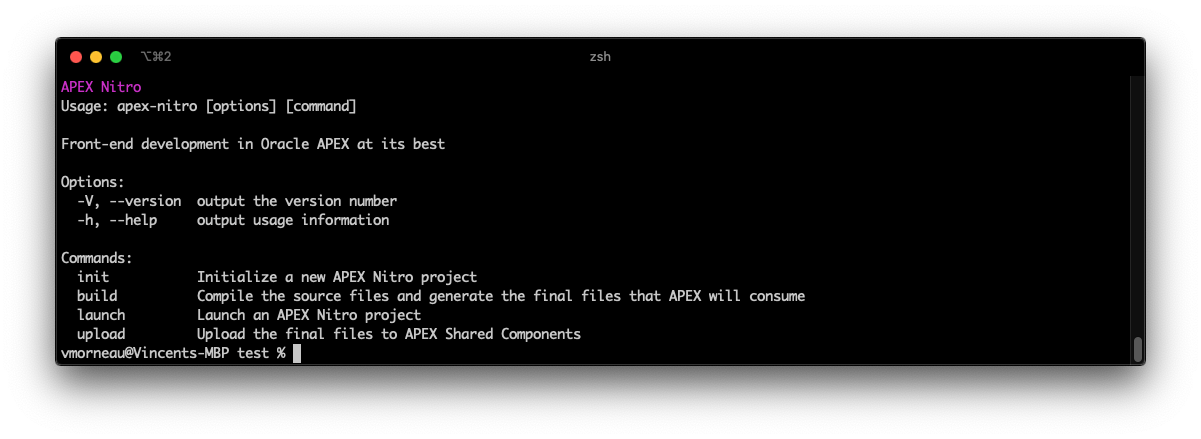 ⌥⌘2
zsh
APEX Nitro
Usage: apex-nitro [options] [command]
Front-end development in Oracle APEX at its best
Options:
-V, --version  output the version number
-h, --help     output usage information
Commands:
init           Initialize a new APEX Nitro project
build          Compile the source files and generate the final files that APEX will consume
launch         Launch an APEX Nitro project
upload         Upload the final files to APEX Shared Components
vmorneau@Vincents-MBP test %